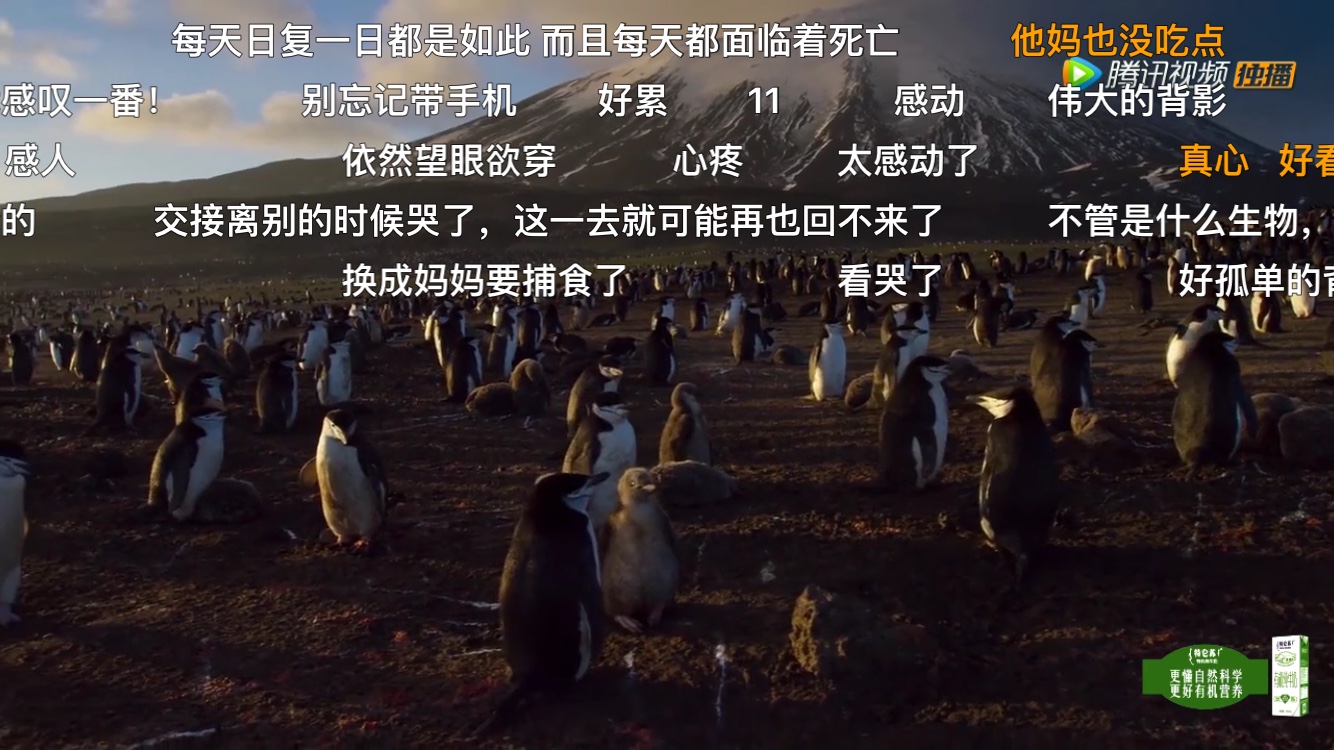 每天日复一日都是如此 而且每天都面临着死亡 他妈也没吃点
腾讯视频 独播
感叹一番! 别忘记带手机 好累 11 感动 伟大的背影
感人 依然望眼欲穿 心疼 太感动了 真心 好看
的 交接离别的时候哭了，这一去就可能再也回不来了 不管是什么生物，
换成妈妈要捕食了 看哭了 好孤单的背
特仑苏
更懂自然科学
更好有机营养